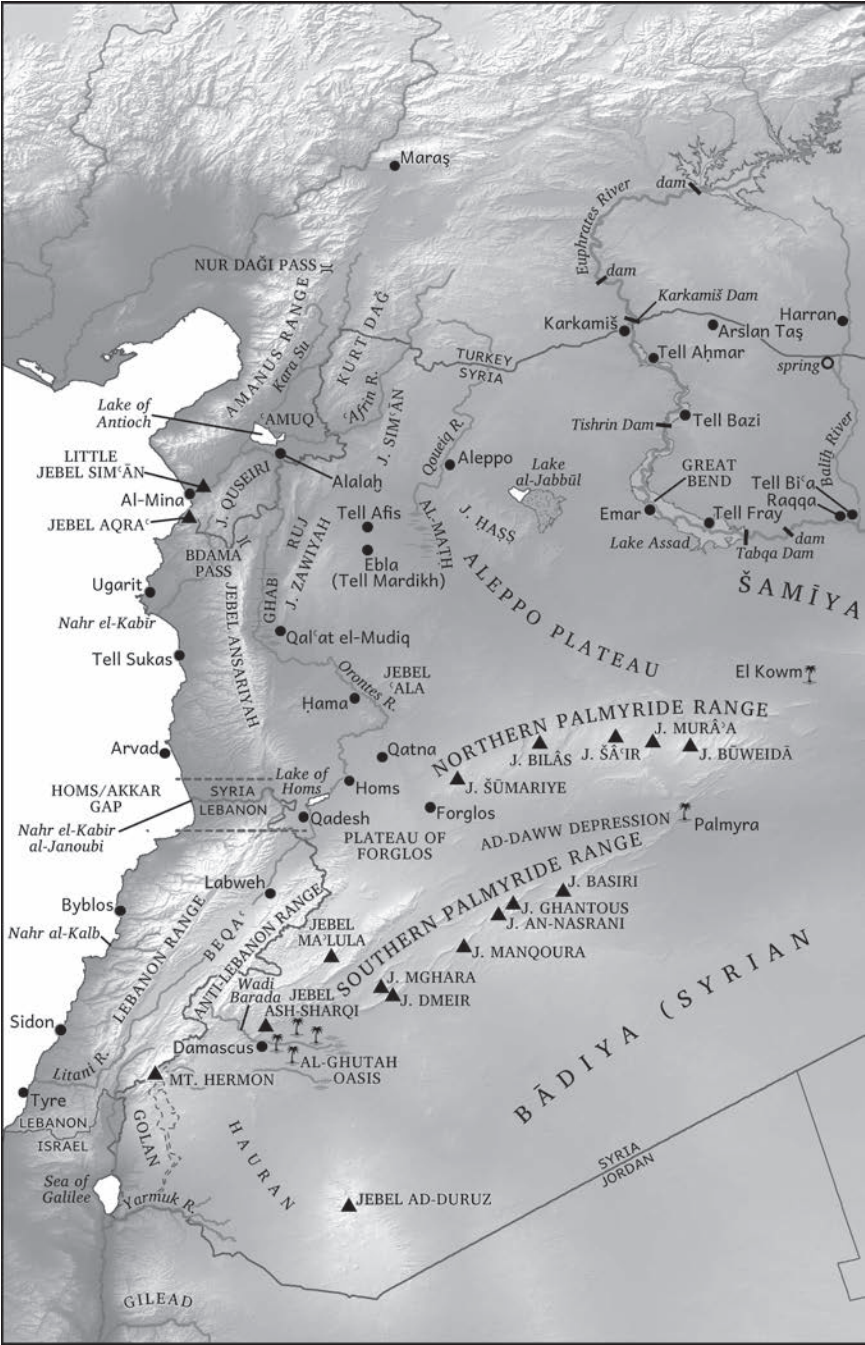 Maraş
dam
Euphrates River
NUR DAĞI PASS
dam
Karkamiš Dam
Karkamiš
Arslan Taş
Harran
AMANUS RANGE
Kara Su
KURT DAĞ
TURKEY
SYRIA
Tell Aḥmar
spring
Lake of
Antioch
ʿAMUQ
ʿAfrin R.
J. SIMʿĀN
Qoueiq R.
Tishrin Dam
Tell Bazi
Baliḫ River
LITTLE
JEBEL SIMʿĀN
Alalaḫ
Aleppo
Lake
al-Jabbūl
GREAT
BEND
Tell Biʿa
Raqqa
Al-Mina
J. QUSEIRI
JEBEL AQRAʿ
Tell Afis
AL-MATḪ
J. ḤAṢṢ
Emar
Tell Fray
Lake Assad
Tabqa Dam
dam
BDAMA
PASS
RUJ
Ebla
(Tell Mardikh)
J. ZAWIYAH
GHAB
ALEPPO PLATEAU
ŠAMĪYA
Ugarit
Nahr el-Kabir
JEBEL ANSARIYAH
Qalʿat el-Mudiq
Tell Sukas
Orontes R.
JEBEL
ʿALA
El Kowm
Ḥama
NORTHERN PALMYRIDE RANGE
J. MURÂʾA
J. BILÂS
J. ŠÂʿIR
J. BŪWEIDĀ
Arvad
Qatna
J. ŠŪMARIYE
HOMS/AKKAR
GAP
SYRIA
LEBANON
Lake of
Homs
Homs
Forglos
Nahr el-Kabir
al-Janoubi
Qadesh
PLATEAU OF
FORGLOS
AD-DAWW DEPRESSION
Palmyra
SOUTHERN PALMYRIDE RANGE
Labweh
J. BASIRI
Byblos
J. GHANTOUS
J. AN-NASRANI
Nahr al-Kalb
LEBANON RANGE
BEQAʿ
ANTI-LEBANON RANGE
JEBEL
MAʾLULA
J. MANQOURA
J. MGHARA
J. DMEIR
Wadi
Barada
JEBEL
ASH-SHARQI
BĀDIYA (SYRIAN
Sidon
Damascus
AL-GHUTAH
OASIS
Litani R.
MT. HERMON
Tyre
LEBANON
ISRAEL
GOLAN
HAURAN
SYRIA
JORDAN
Sea of
Galilee
Yarmuk R.
JEBEL AD-DURUZ
GILEAD